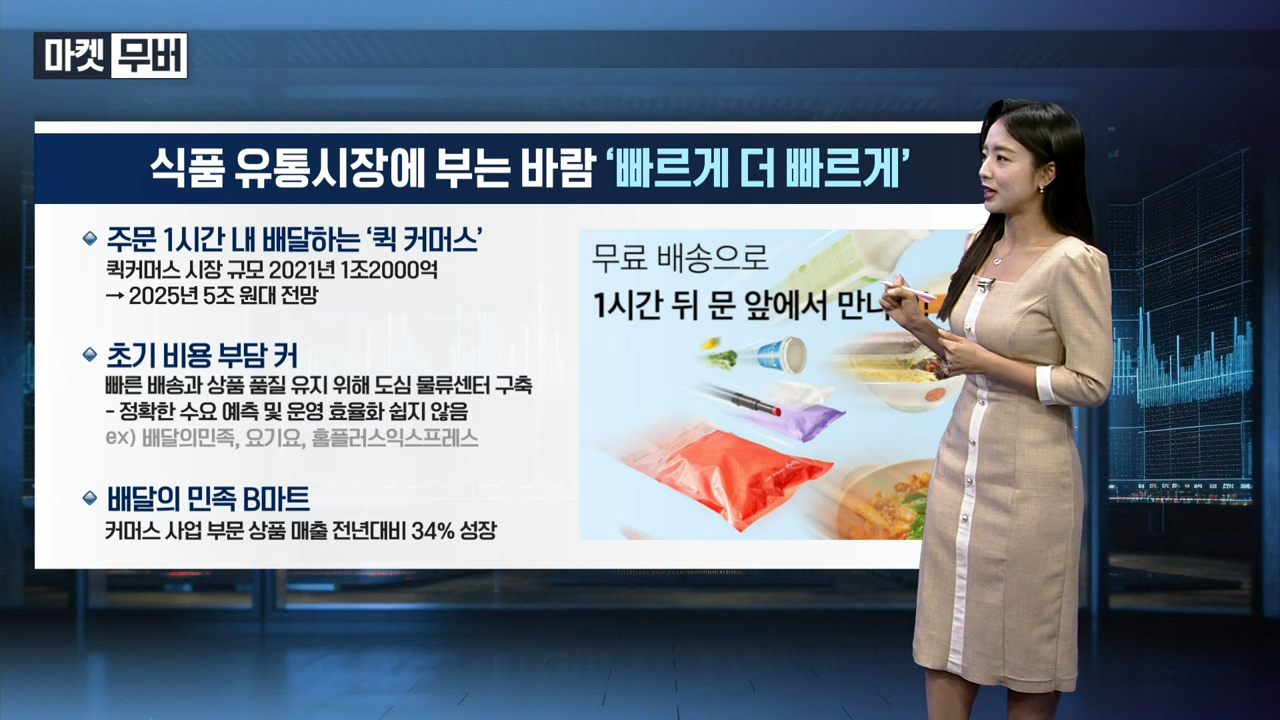 마켓무버
식품 유통시장에 부는 바람 ‘빠르게 더 빠르게’
주문 1시간 내 배달하는 ‘퀵 커머스’
퀵커머스 시장 규모 2021년 1조2000억
→ 2025년 5조 원대 전망
초기 비용 부담 커
빠른 배송과 상품 품질 유지 위해 도심 물류센터 구축
- 정확한 수요 예측 및 운영 효율화 쉽지 않음
ex) 배달의민족, 요기요, 홈플러스익스프레스
배달의 민족 B마트
커머스 사업 부문 상품 매출 전년대비 34% 성장
무료 배송으로
1시간 뒤 문 앞에서